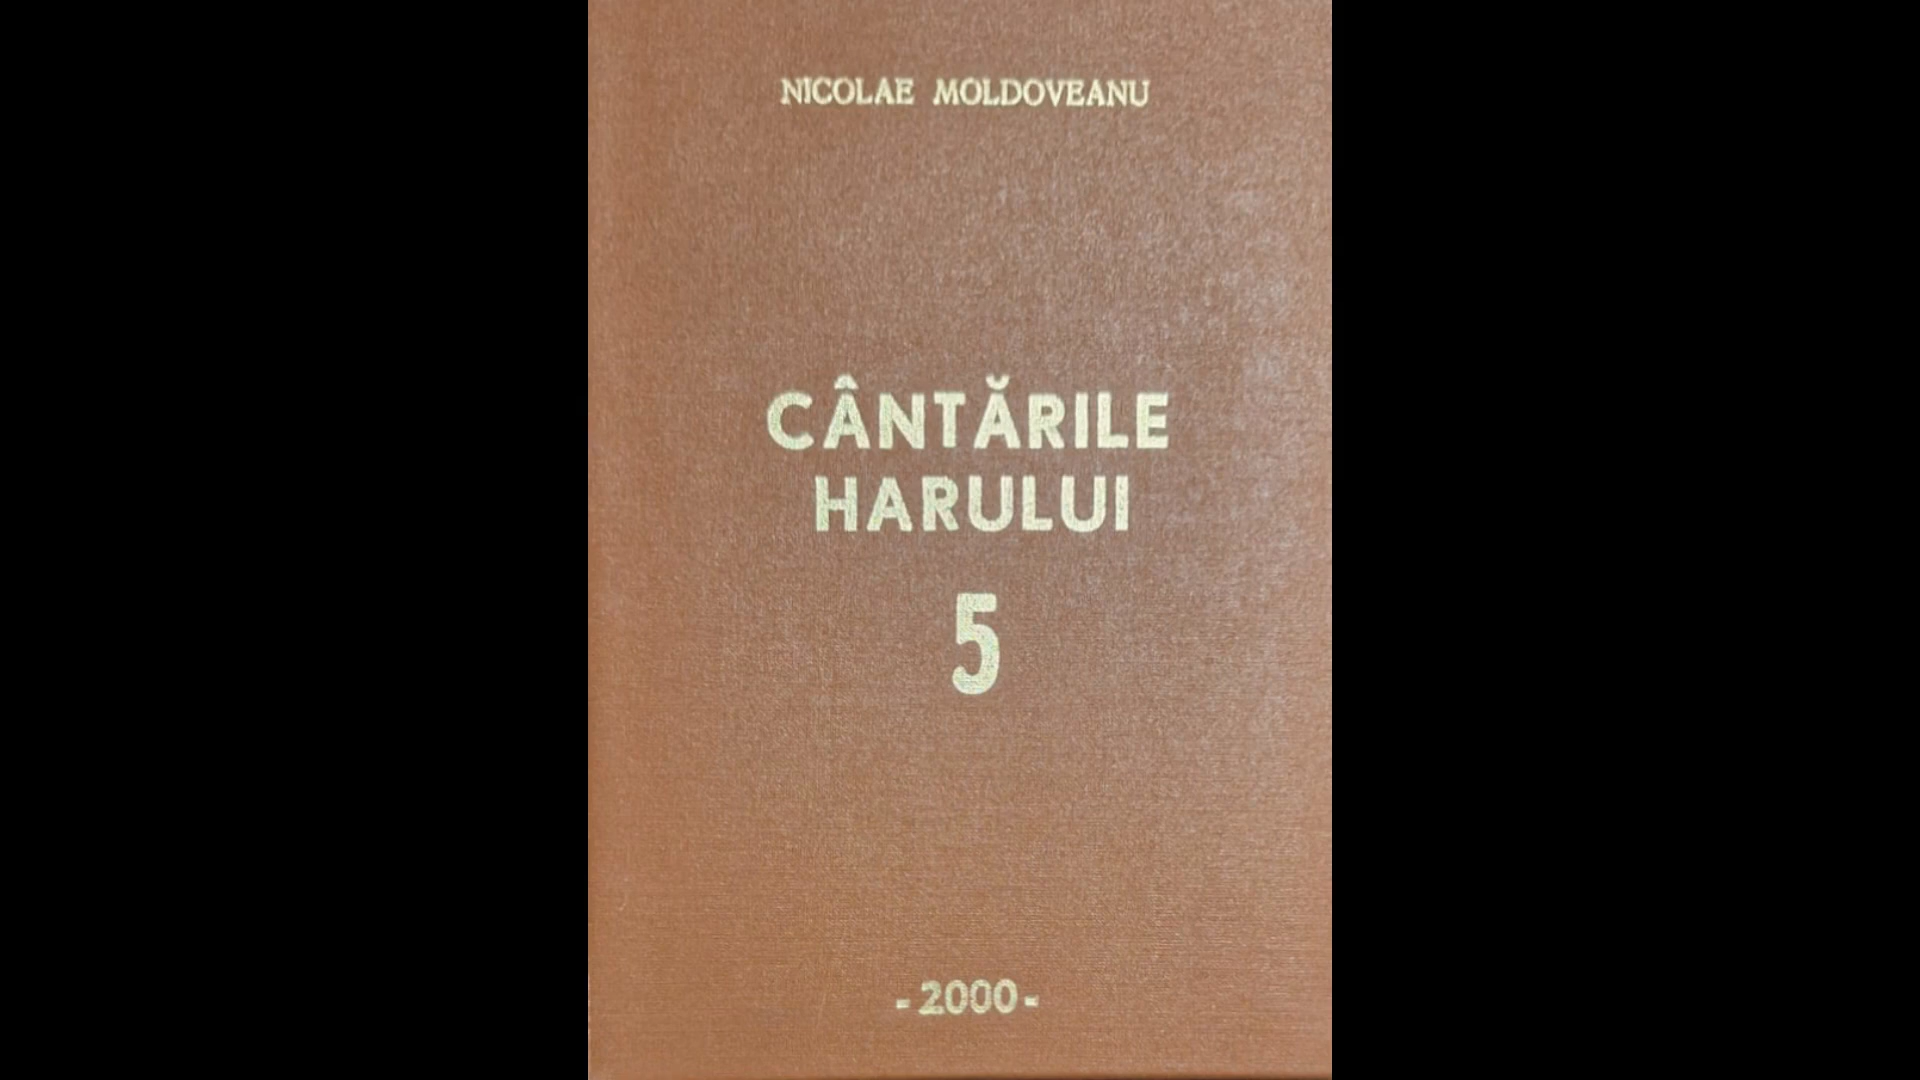 NICOLAE MOLDOVEANU
CÂNTĂRILE
HARULUI
5
- 2000 -